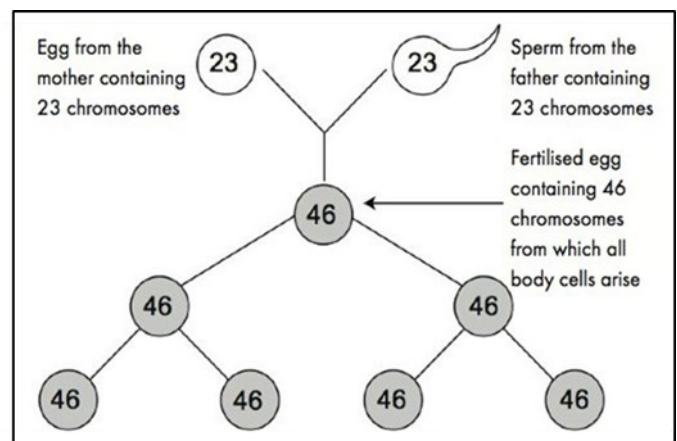 Egg from the
mother containing
23 chromosomes
23
23
Sperm from the
father containing
23 chromosomes
Fertilised egg
containing 46
chromosomes
from which all
body cells arise
46
46
46
46
46
46
46